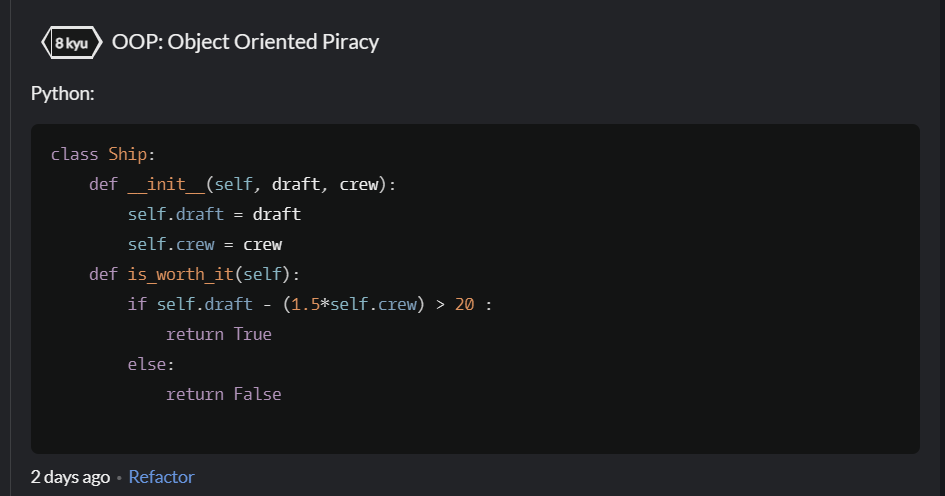 8 kyu OOP: Object Oriented Piracy
Python:
class Ship:
    def __init__(self, draft, crew):
        self.draft = draft
        self.crew = crew
    def is_worth_it(self):
        if self.draft - (1.5*self.crew) > 20 :
            return True
        else:
            return False
2 days ago • Refactor